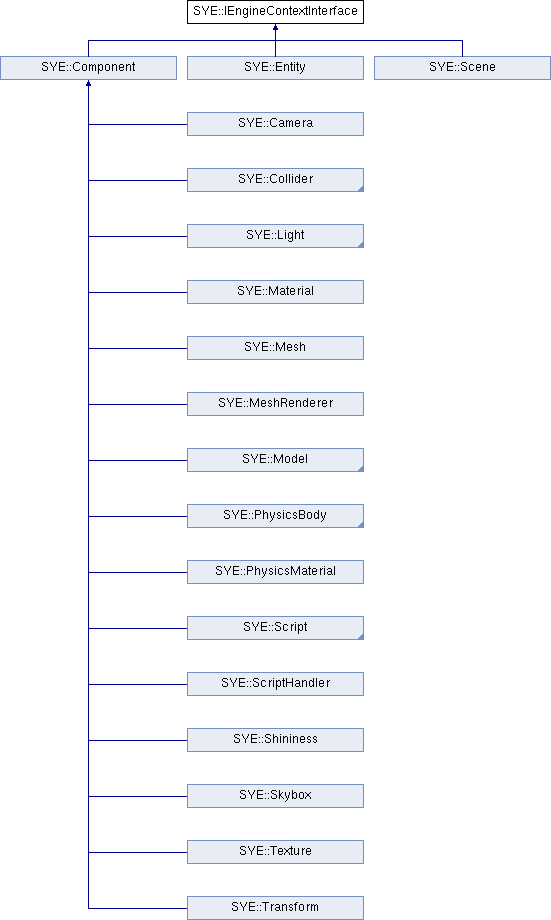 SYE::IEngineContextInterface
SYE::Component
SYE::Entity
SYE::Scene
SYE::Camera
SYE::Collider
SYE::Light
SYE::Material
SYE::Mesh
SYE::MeshRenderer
SYE::Model
SYE::PhysicsBody
SYE::PhysicsMaterial
SYE::Script
SYE::ScriptHandler
SYE::Shininess
SYE::Skybox
SYE::Texture
SYE::Transform